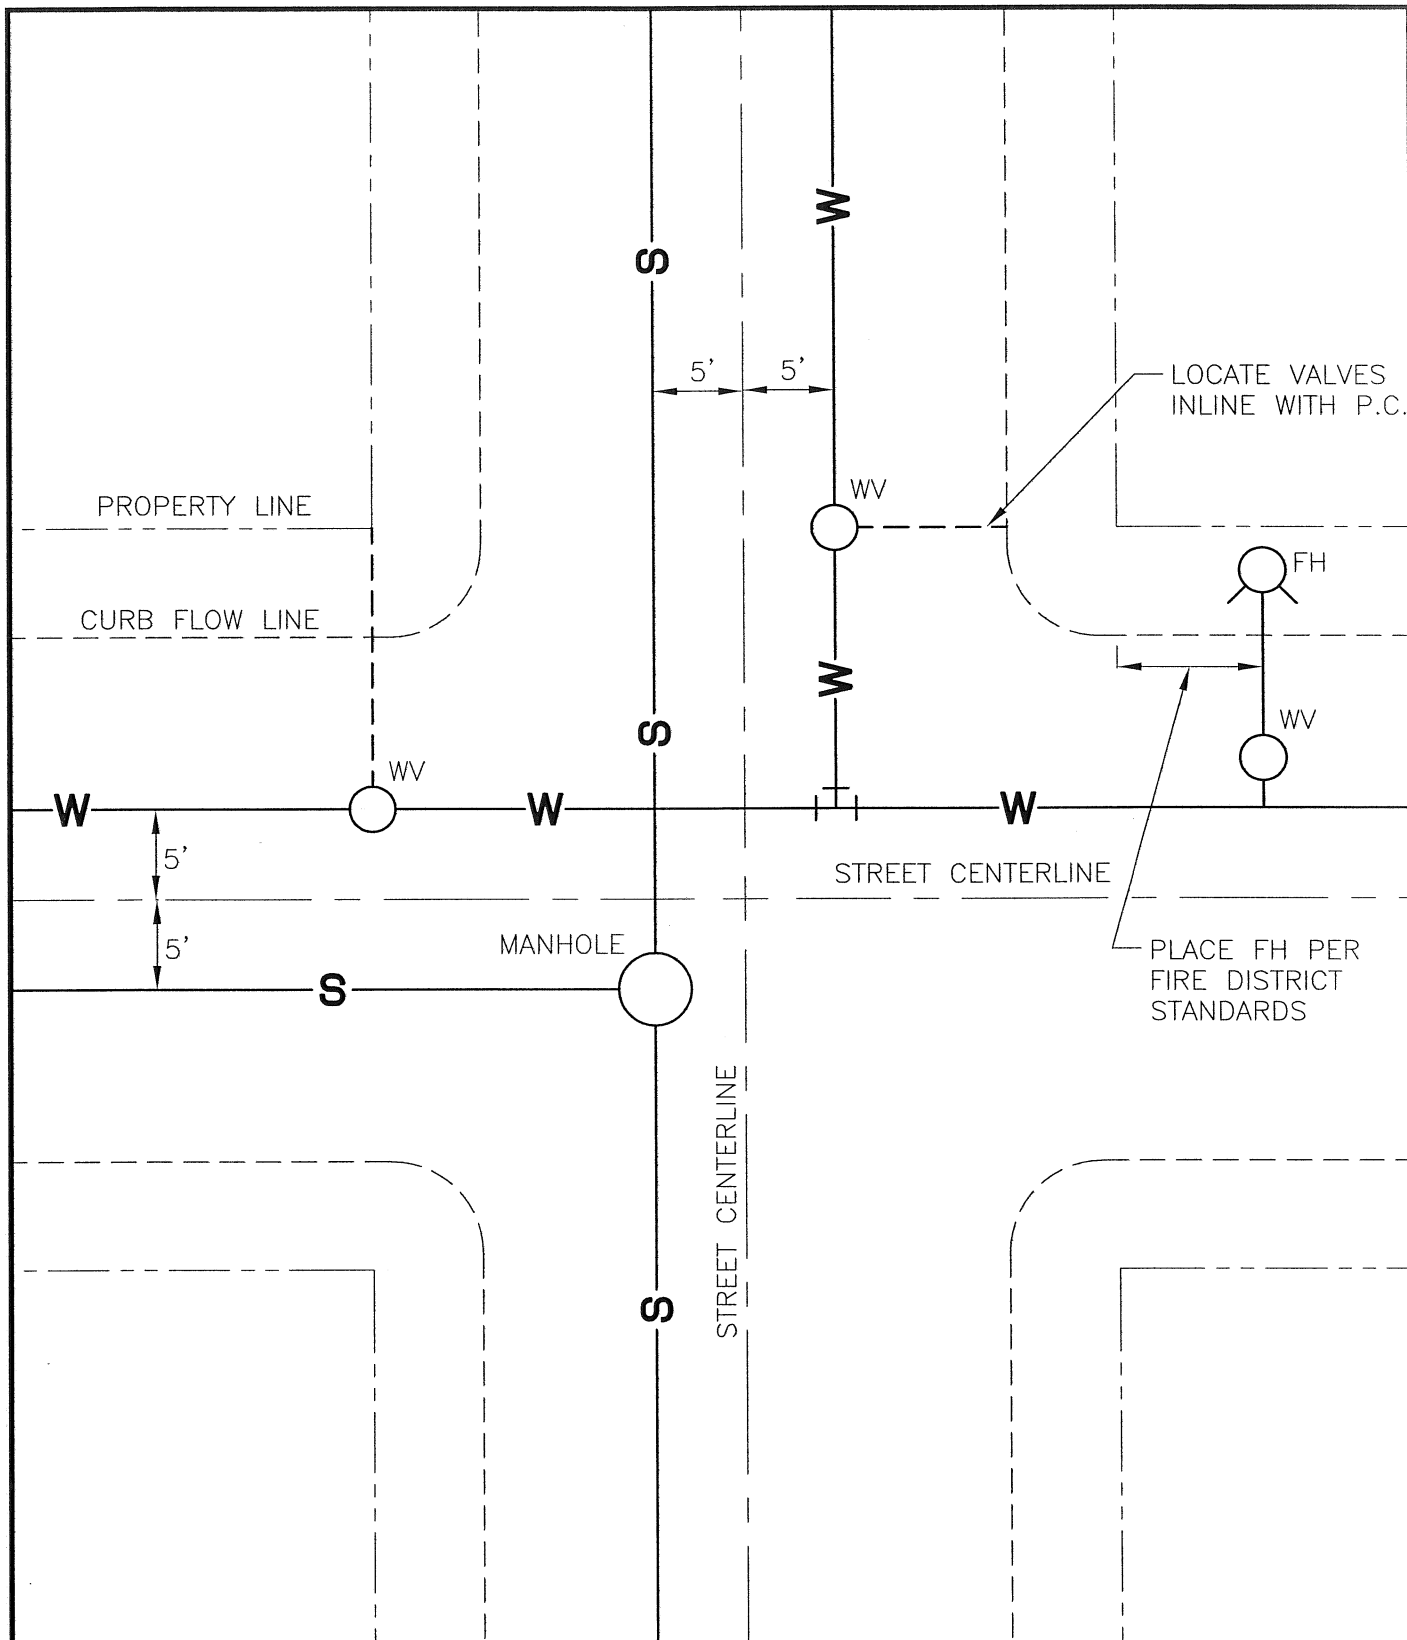 W
S
5'
5'
LOCATE VALVES
INLINE WITH P.C.
WV
PROPERTY LINE
FH
CURB FLOW LINE
W
WV
S
WV
W
W
W
5'
STREET CENTERLINE
5'
MANHOLE
PLACE FH PER
FIRE DISTRICT
STANDARDS
S
STREET CENTERLINE
S